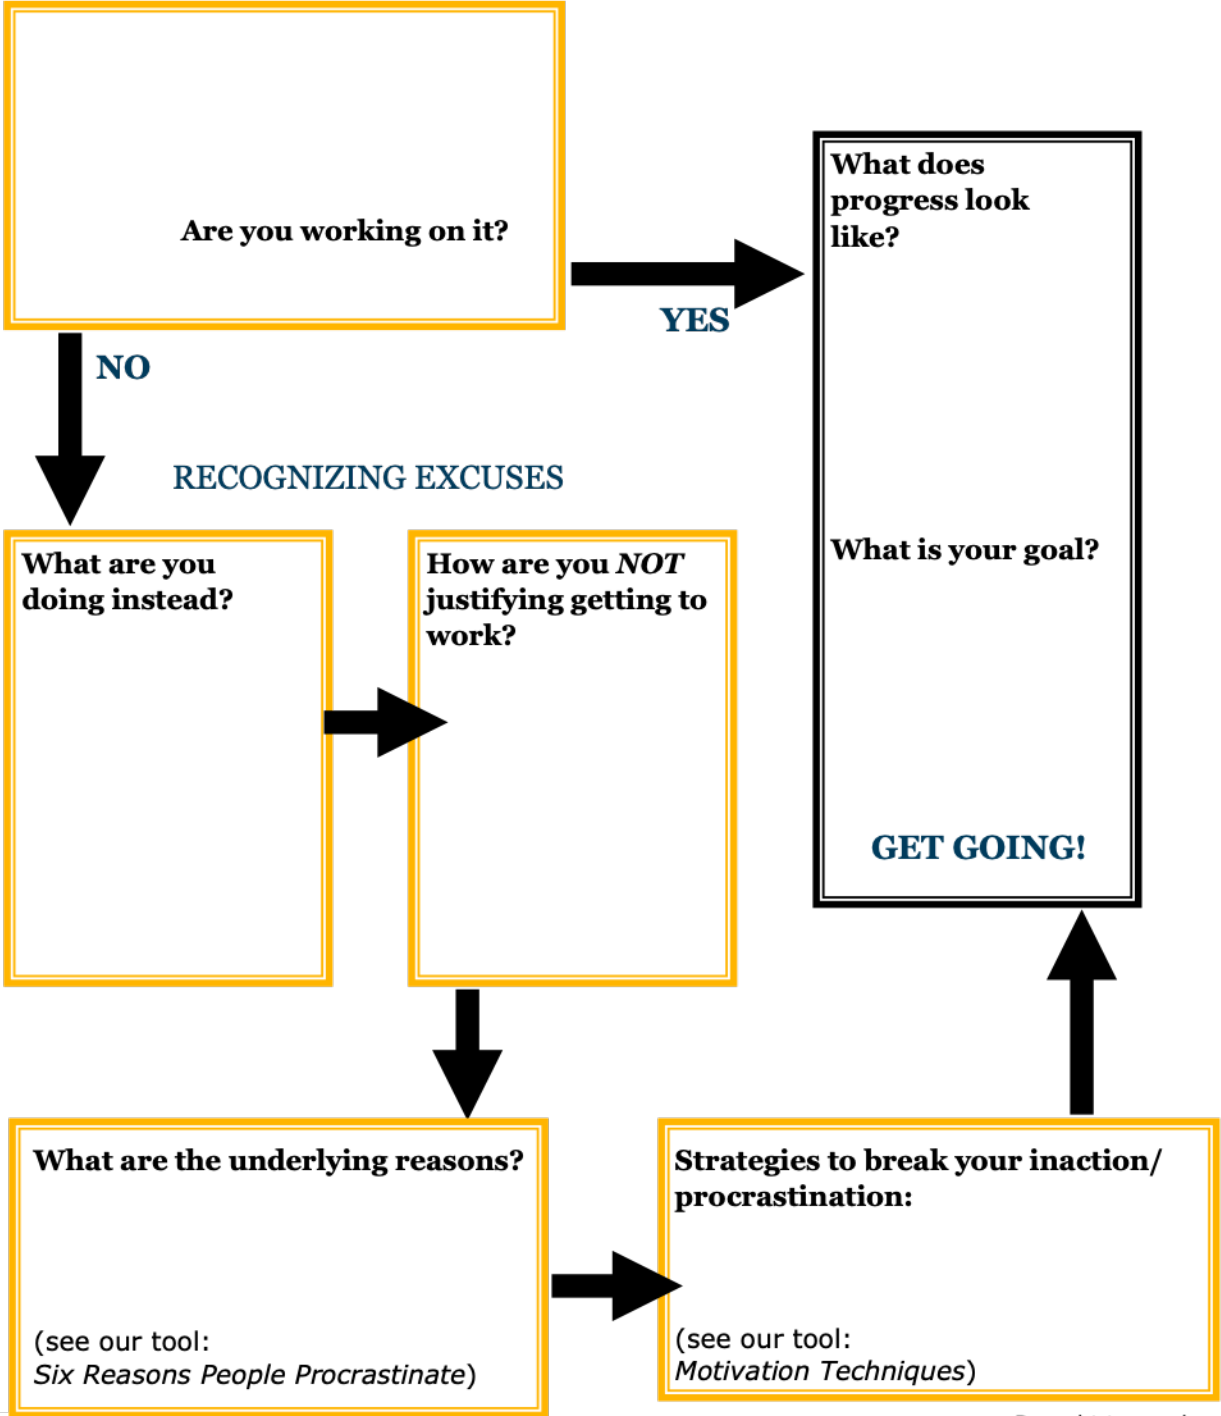 Are you working on it?
YES
NO
What does
progress look
like?
What is your goal?
GET GOING!
RECOGNIZING EXCUSES
What are you
doing instead?
How are you NOT
justifying getting to
work?
What are the underlying reasons?
(see our tool:
Six Reasons People Procrastinate)
Strategies to break your inaction/
procrastination:
(see our tool:
Motivation Techniques)